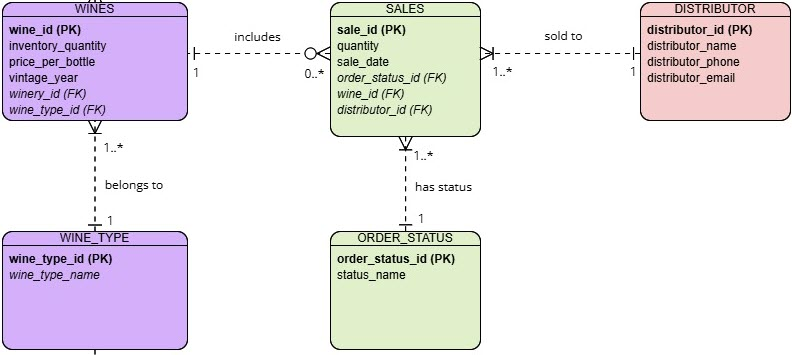 WINES
wine_id (PK)
inventory_quantity
price_per_bottle
vintage_year
winery_id (FK)
wine_type_id (FK)
includes
1
0..*
SALES
sale_id (PK)
quantity
sale_date
order_status_id (FK)
wine_id (FK)
distributor_id (FK)
sold to
1..*
1
DISTRIBUTOR
distributor_id (PK)
distributor_name
distributor_phone
distributor_email
1..*
belongs to
1
1..*
has status
1
WINE_TYPE
wine_type_id (PK)
wine_type_name
ORDER_STATUS
order_status_id (PK)
status_name